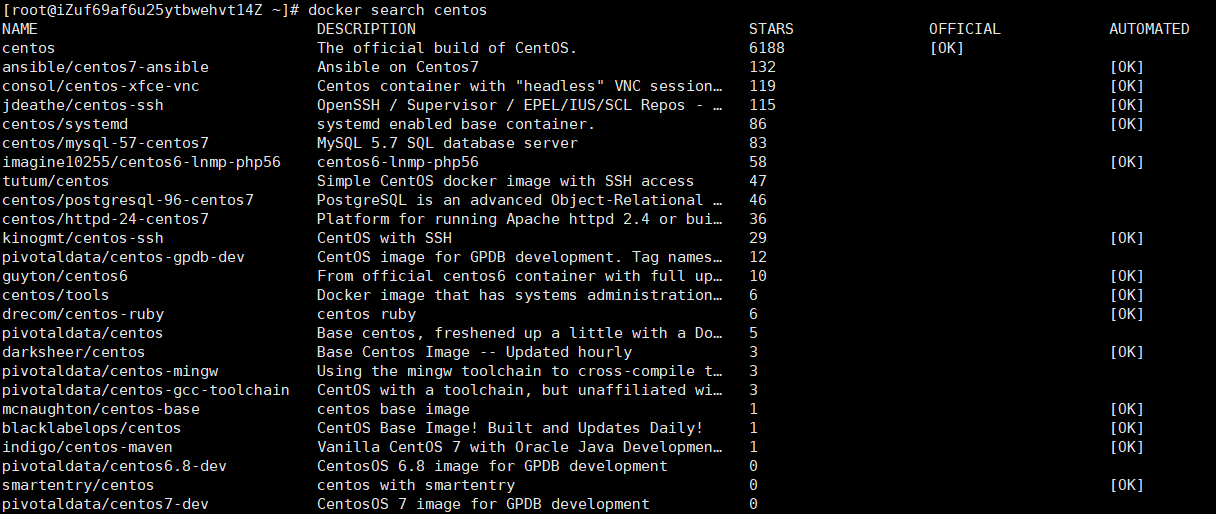 [root@iZuf69af6u25ytbwehvt14Z ~]# docker search centos
NAME DESCRIPTION STARS OFFICIAL AUTOMATED
centos The official build of CentOS. 6188 [OK]
ansible/centos7-ansible Ansible on Centos7 132 [OK]
consol/centos-xfce-vnc Centos container with "headless" VNC session… 119 [OK]
jdeathe/centos-ssh OpenSSH / Supervisor / EPEL/IUS/SCL Repos - … 115 [OK]
centos/systemd systemd enabled base container. 86 [OK]
centos/mysql-57-centos7 MySQL 5.7 SQL database server 83
imagine10255/centos6-lnmp-php56 centos6-lnmp-php56 58 [OK]
tutum/centos Simple CentOS docker image with SSH access 47
centos/postgresql-96-centos7 PostgreSQL is an advanced Object-Relational … 46
centos/httpd-24-centos7 Platform for running Apache httpd 2.4 or bui… 36
kinogmt/centos-ssh CentOS with SSH 29 [OK]
pivotaldata/centos-gpdb-dev CentOS image for GPDB development. Tag names… 12
guyton/centos6 From official centos6 container with full up… 10 [OK]
centos/tools Docker image that has systems administration… 6 [OK]
drecom/centos-ruby centos ruby 6 [OK]
pivotaldata/centos Base centos, freshened up a little with a Do… 5
darksheer/centos Base Centos Image -- Updated hourly 3 [OK]
pivotaldata/centos-mingw Using the mingw toolchain to cross-compile t… 3
pivotaldata/centos-gcc-toolchain CentOS with a toolchain, but unaffiliated wi… 3
mcnaughton/centos-base centos base image 1 [OK]
blacklabelops/centos CentOS Base Image! Built and Updates Daily! 1 [OK]
indigo/centos-maven Vanilla CentOS 7 with Oracle Java Developmen… 1 [OK]
pivotaldata/centos6.8-dev CentosOS 6.8 image for GPDB development 0
smartentry/centos centos with smartentry 0 [OK]
pivotaldata/centos7-dev CentosOS 7 image for GPDB development 0